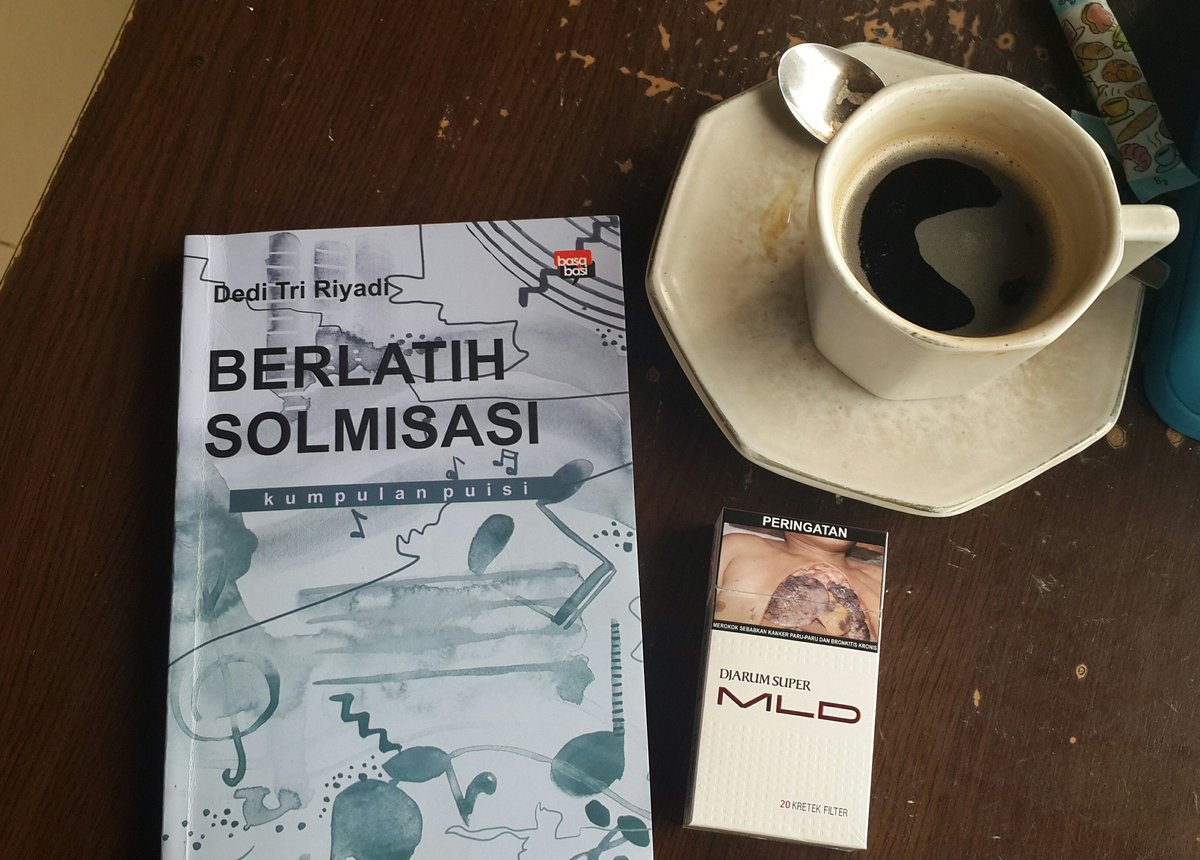 Dedi Tri Riyadi
basa
basi
BERLATIH
SOLMISASI
kumpulan puisi
PERINGATAN
MEROKOK SEBABKAN KANKER PARU-PARU DAN BRONKITIS KRONIS
DJARUM SUPER
MLD
20 KRETEK FILTER